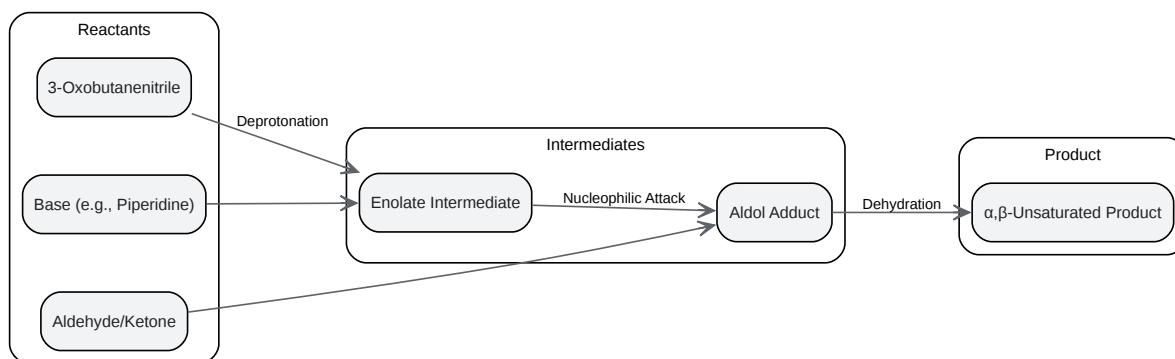 Reactants
3-Oxobutanenitrile
Deprotonation
Base (e.g., Piperidine)
Aldehyde/Ketone
Intermediates
Enolate Intermediate
Nucleophilic Attack
Aldol Adduct
Dehydration
Product
α,β-Unsaturated Product